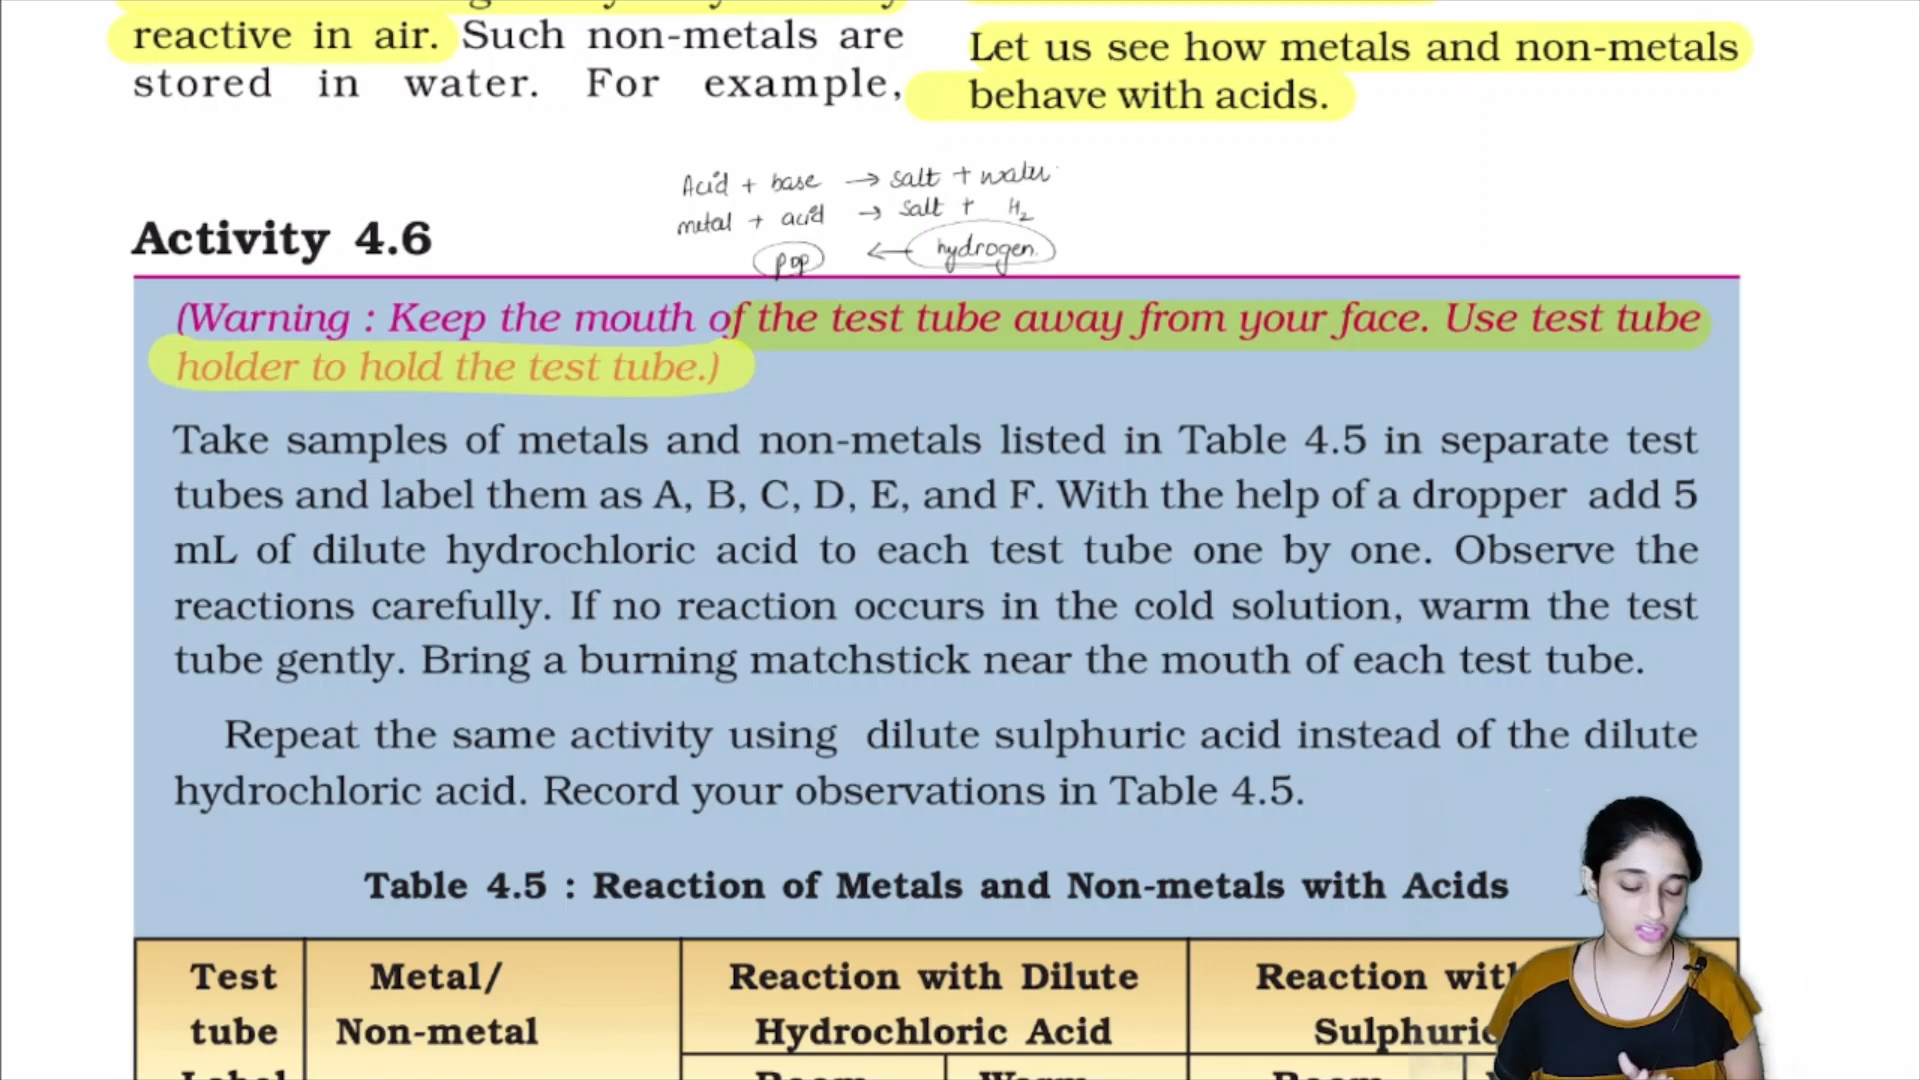 reactive in air. Such non-metals are
stored in water. For example,
Let us see how metals and non-metals
behave with acids.
Acid + base → salt + water
metal + acid → salt + H₂
pop ← hydrogen.
Activity 4.6
(Warning : Keep the mouth of the test tube away from your face. Use test tube
holder to hold the test tube.)
Take samples of metals and non-metals listed in Table 4.5 in separate test
tubes and label them as A, B, C, D, E, and F. With the help of a dropper add 5
mL of dilute hydrochloric acid to each test tube one by one. Observe the
reactions carefully. If no reaction occurs in the cold solution, warm the test
tube gently. Bring a burning matchstick near the mouth of each test tube.
Repeat the same activity using dilute sulphuric acid instead of the dilute
hydrochloric acid. Record your observations in Table 4.5.
Table 4.5 : Reaction of Metals and Non-metals with Acids
Test
tube
Label
Metal/
Non-metal
Reaction with Dilute
Hydrochloric Acid
Room Warm
Reaction wit
Sulphuric
Room